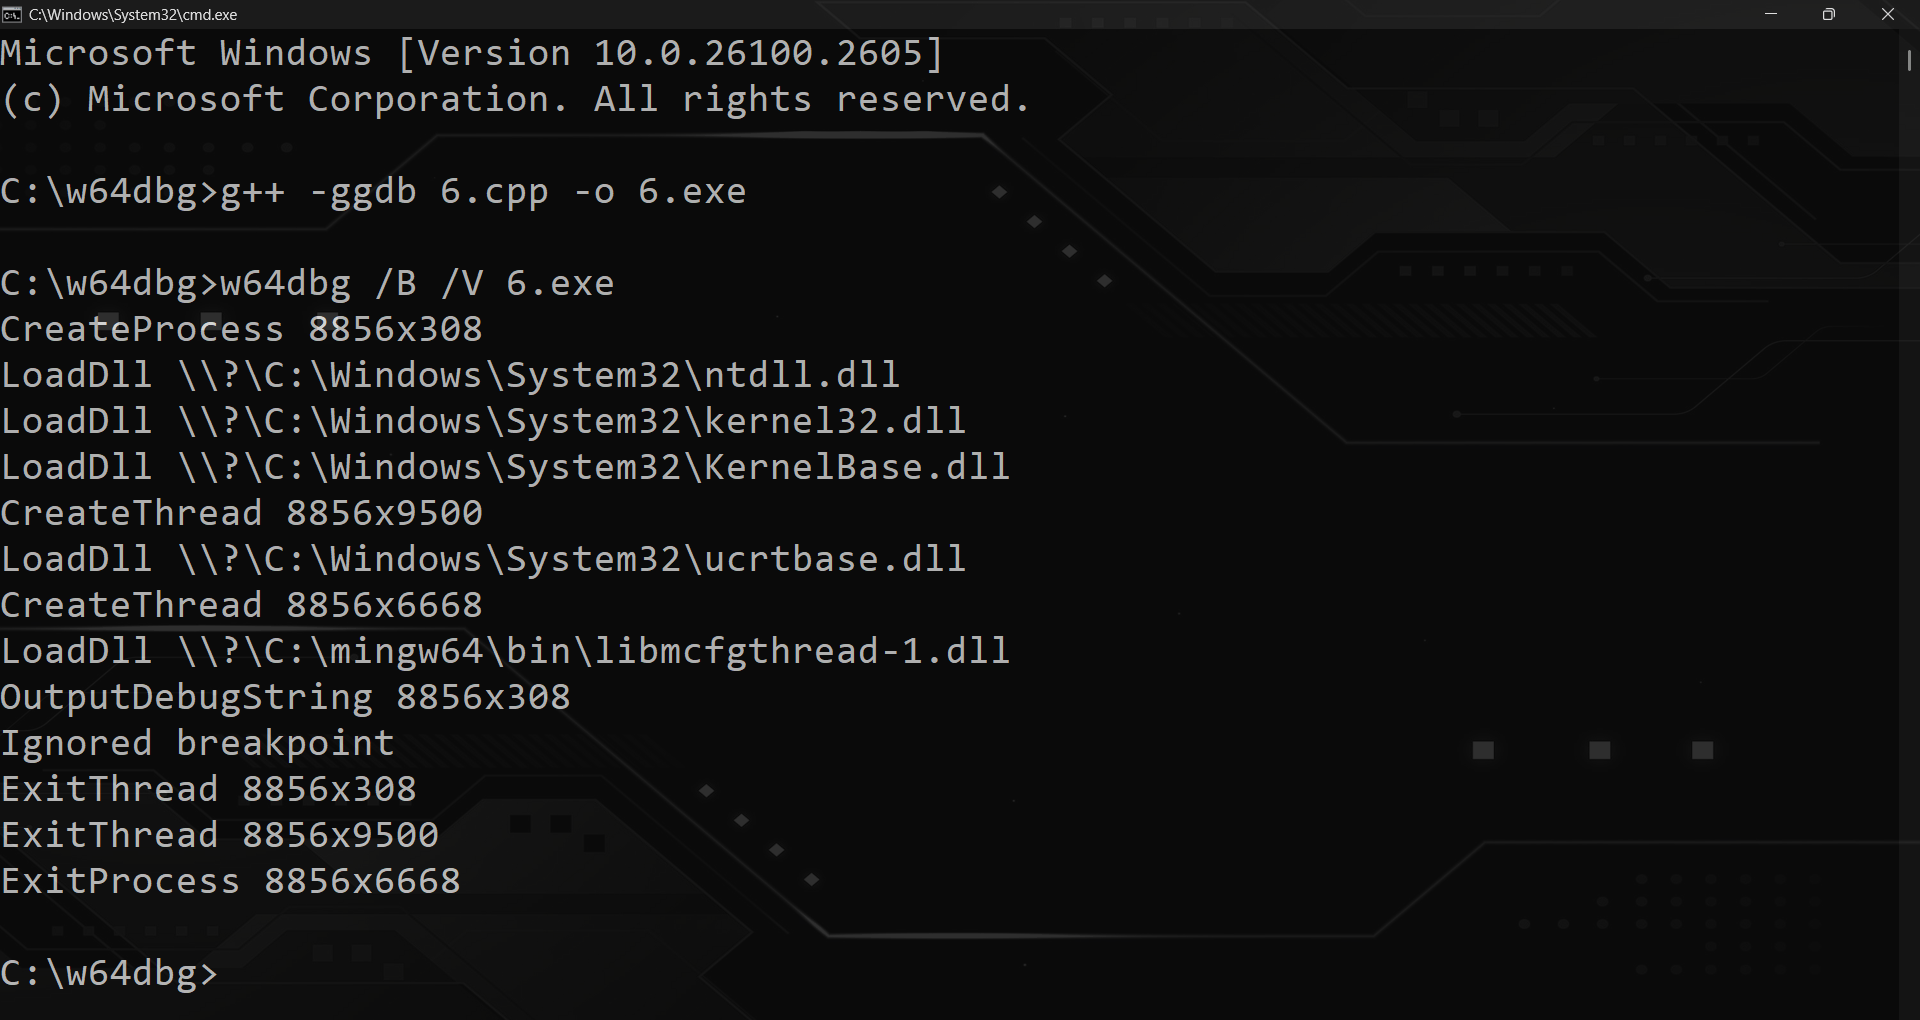 C:\Windows\System32\cmd.exe
Microsoft Windows [Version 10.0.26100.2605]
(c) Microsoft Corporation. All rights reserved.
C:\w64dbg>g++ -ggdb 6.cpp -o 6.exe
C:\w64dbg>w64dbg /B /V 6.exe
CreateProcess 8856x308
LoadDll \\?\C:\Windows\System32\ntdll.dll
LoadDll \\?\C:\Windows\System32\kernel32.dll
LoadDll \\?\C:\Windows\System32\KernelBase.dll
CreateThread 8856x9500
LoadDll \\?\C:\Windows\System32\ucrtbase.dll
CreateThread 8856x6668
LoadDll \\?\C:\mingw64\bin\libmcfgthread-1.dll
OutputDebugString 8856x308
Ignored breakpoint
ExitThread 8856x308
ExitThread 8856x9500
ExitProcess 8856x6668
C:\w64dbg>